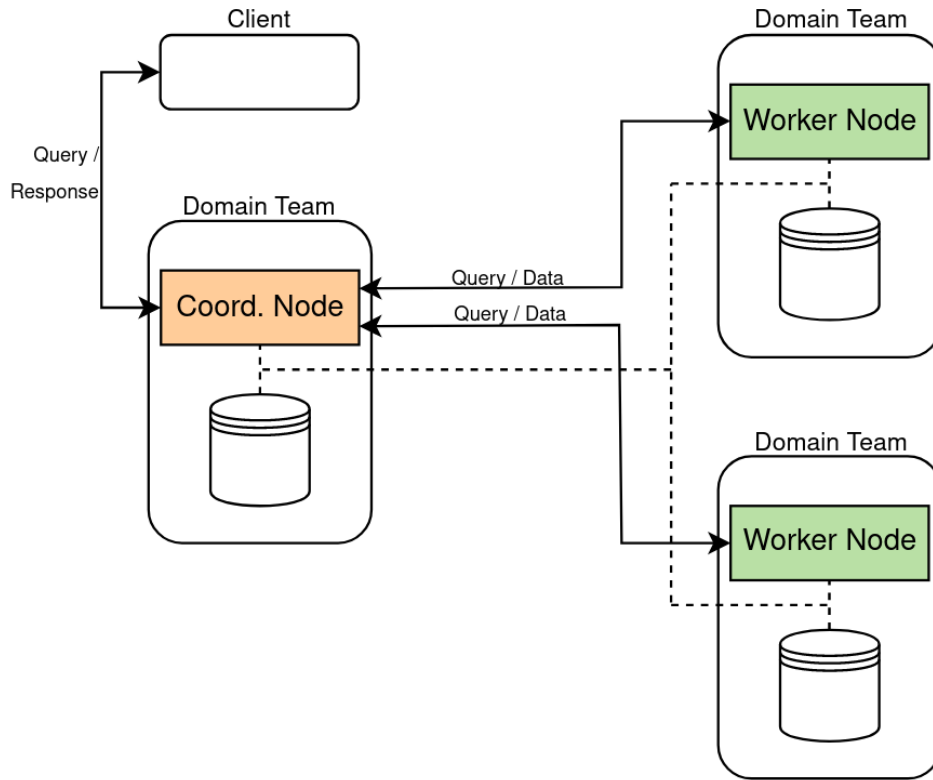 Client
Domain Team
Worker Node
Query /
Response
Domain Team
Coord. Node
Query / Data
Query / Data
Domain Team
Worker Node